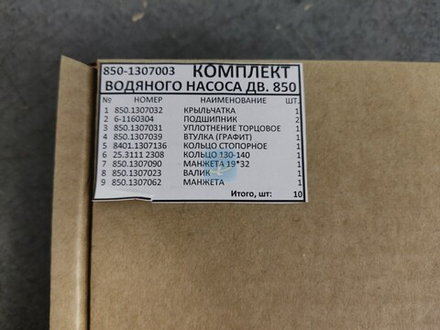 850-1307003 КОМПЛЕКТ
ВОДЯНОГО НАСОСА ДВ. 850
№ НОМЕР НАИМЕНОВАНИЕ ШТ.
1 850.1307032 КРЫЛЬЧАТКА 1
2 6-1160304 ПОДШИПНИК 2
3 850.1307031 УПЛОТНЕНИЕ ТОРЦОВОЕ 1
4 850.1307039 ВТУЛКА (ГРАФИТ) 1
5 8401.1307136 КОЛЬЦО СТОПОРНОЕ 1
6 25.3111 2308 КОЛЬЦО 130-140 1
7 850.1307090 МАНЖЕТА 19*32 1
8 850.1307023 ВАЛИК 1
9 850.1307062 МАНЖЕТА 1
Итого, шт: 10